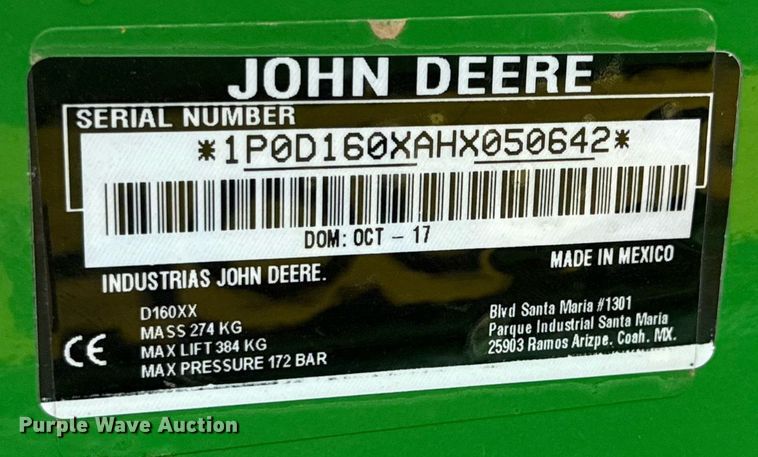 JOHN DEERE
SERIAL NUMBER
*1P0D160XAHX050642*
DOM: OCT - 17
INDUSTRIAS JOHN DEERE.
MADE IN MEXICO
D160XX
MASS 274 KG
MAX LIFT 384 KG
MAX PRESSURE 172 BAR
CE
Blvd Santa Maria #1301
Parque Industrial Santa Maria
25903 Ramos Arizpe. Coah. MX.
Purple Wave Auction